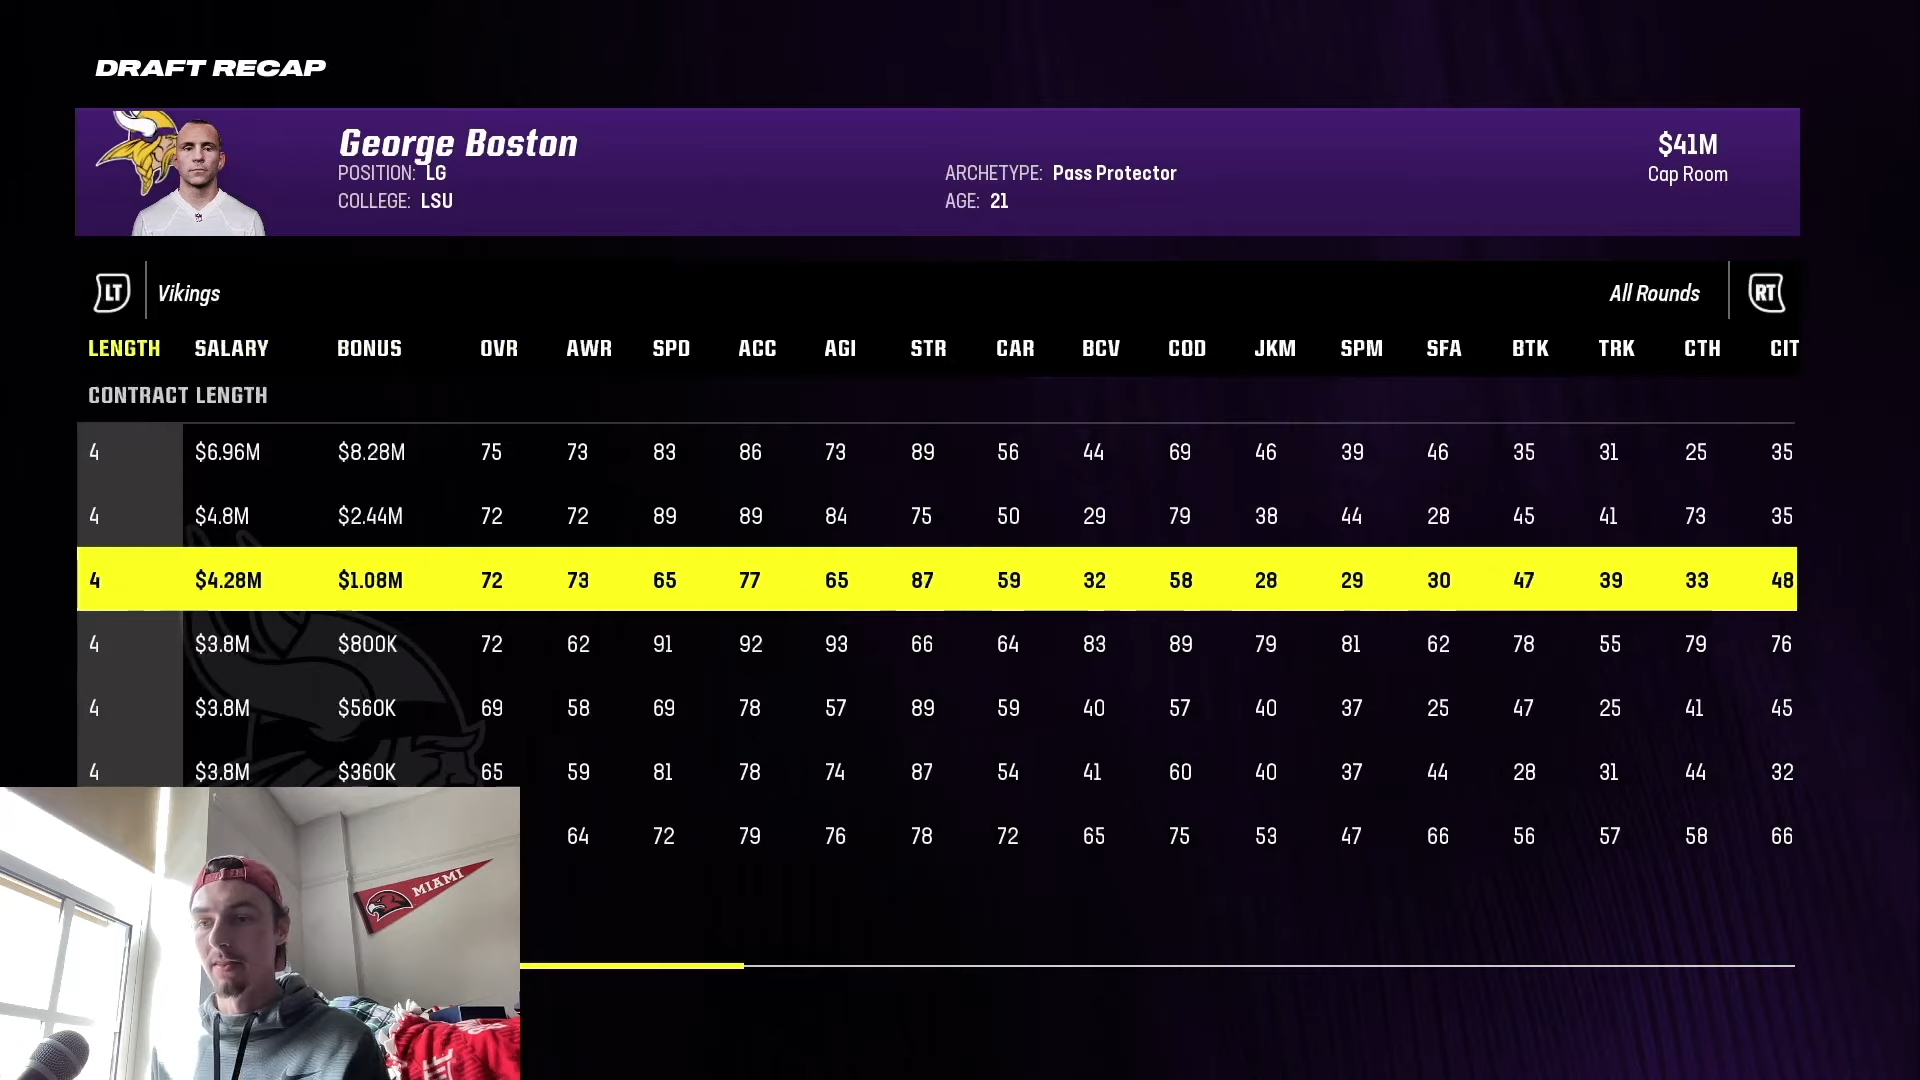 DRAFT RECAP
George Boston
POSITION: LG
COLLEGE: LSU
ARCHETYPE: Pass Protector
AGE: 21
$41M
Cap Room
LT Vikings
All Rounds RT
LENGTH SALARY BONUS OVR AWR SPD ACC AGI STR CAR BCV COD JKM SPM SFA BTK TRK CTH CIT
CONTRACT LENGTH
4 $6.96M $8.28M 75 73 83 86 73 89 56 44 69 46 39 46 35 31 25 35
4 $4.8M $2.44M 72 72 89 89 84 75 50 29 79 38 44 28 45 41 73 35
4 $4.28M $1.08M 72 73 65 77 65 87 59 32 58 28 29 30 47 39 33 48
4 $3.8M $800K 72 62 91 92 93 66 64 83 89 79 81 62 78 55 79 76
4 $3.8M $560K 69 58 69 78 57 89 59 40 57 40 37 25 47 25 41 45
4 $3.8M $360K 65 59 81 78 74 87 54 41 60 40 37 44 28 31 44 32
64 72 79 76 78 72 65 75 53 47 66 56 57 58 66
MIAMI